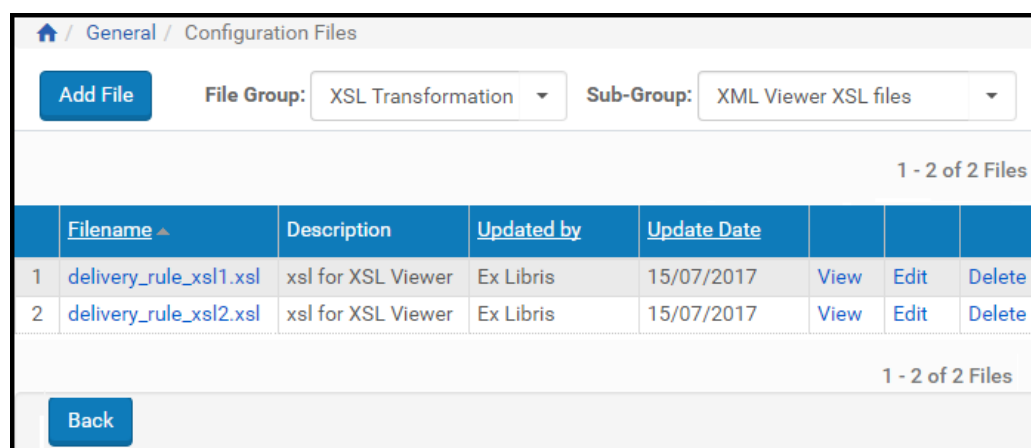 / General / Configuration Files
Add File File Group: XSL Transformation Sub-Group: XML Viewer XSL files
1 - 2 of 2 Files
Filename Description Updated by Update Date
1 delivery_rule_xsl1.xsl xsl for XSL Viewer Ex Libris 15/07/2017 View Edit Delete
2 delivery_rule_xsl2.xsl xsl for XSL Viewer Ex Libris 15/07/2017 View Edit Delete
1 - 2 of 2 Files
Back